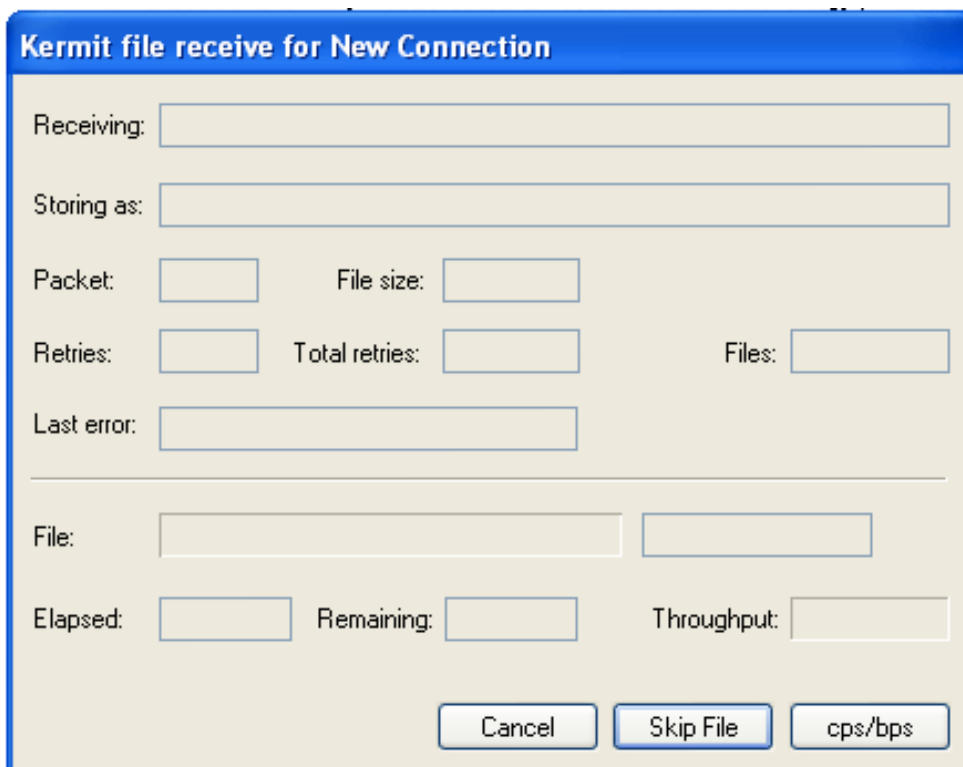 Kermit file receive for New Connection
Receiving:
Storing as:
Packet: File size:
Retries: Total retries: Files:
Last error:
File:
Elapsed: Remaining: Throughput:
Cancel Skip File cps/bps